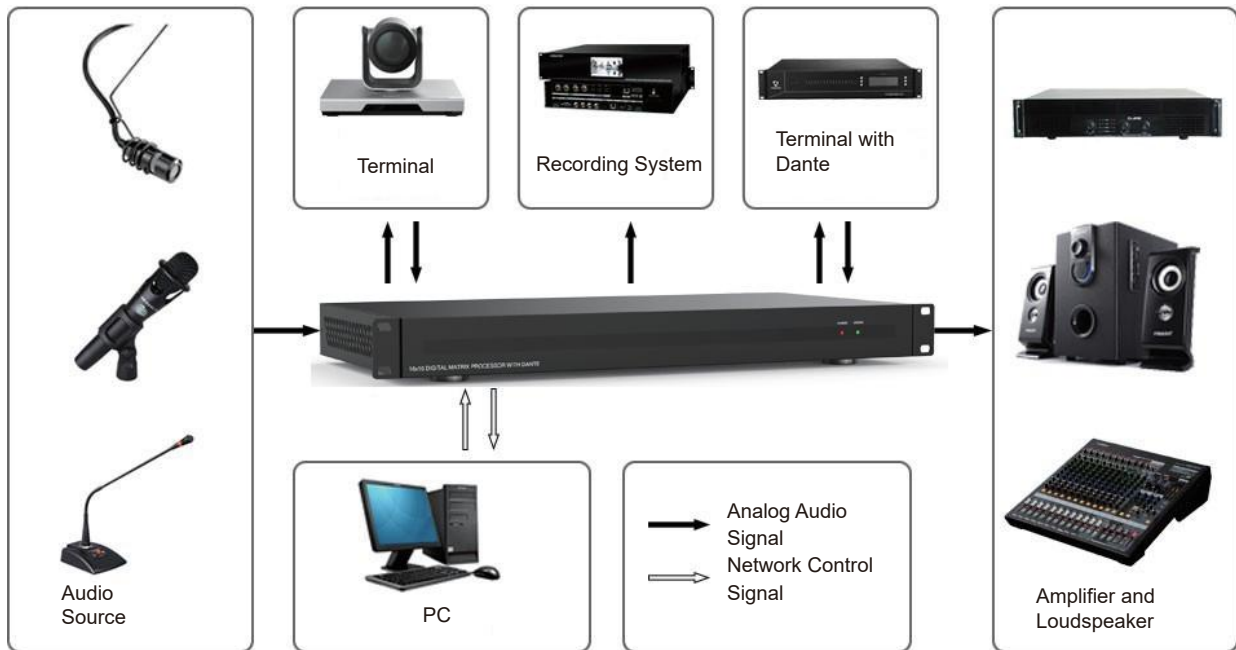 Terminal
Recording System
Terminal with
Dante
16x16 DIGITAL MATRIX PROCESSOR WITH DANTE
Audio
Source
PC
Analog Audio
Signal
Network Control
Signal
Amplifier and
Loudspeaker